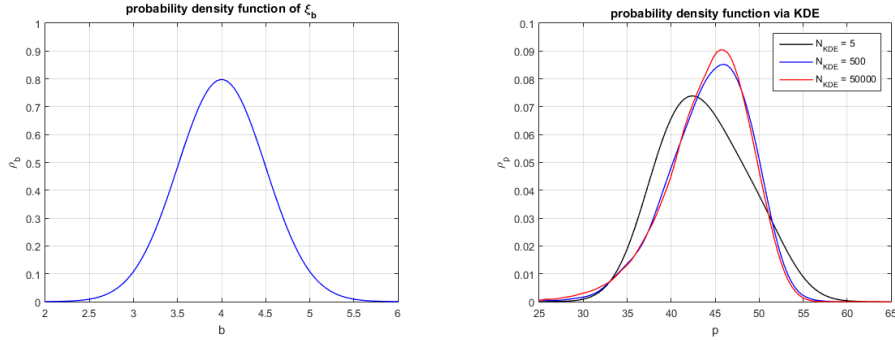 probability density function of ξb
1
0.9
0.8
0.7
0.6
0.5
0.4
0.3
0.2
0.1
0
ρb
2 2.5 3 3.5 4 4.5 5 5.5 6
b
probability density function via KDE
0.1
0.09
0.08
0.07
0.06
0.05
0.04
0.03
0.02
0.01
0
ρp
25 30 35 40 45 50 55 60 65
p
NKDE = 5
NKDE = 500
NKDE = 50000